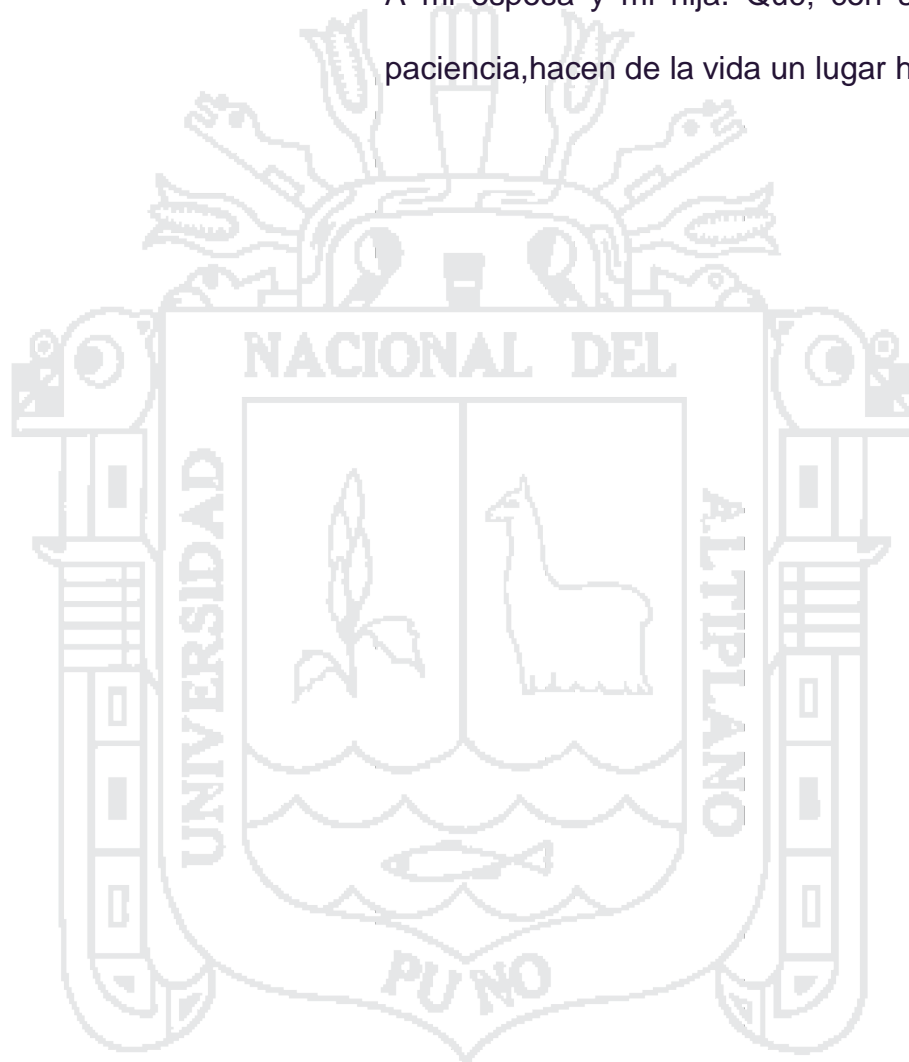 A mi esposa y mi hija. Que, con
paciencia,hacen de la vida un lugar
NACIONAL DEL
UNIVERSIDAD
ALTIPLANO
PUNO